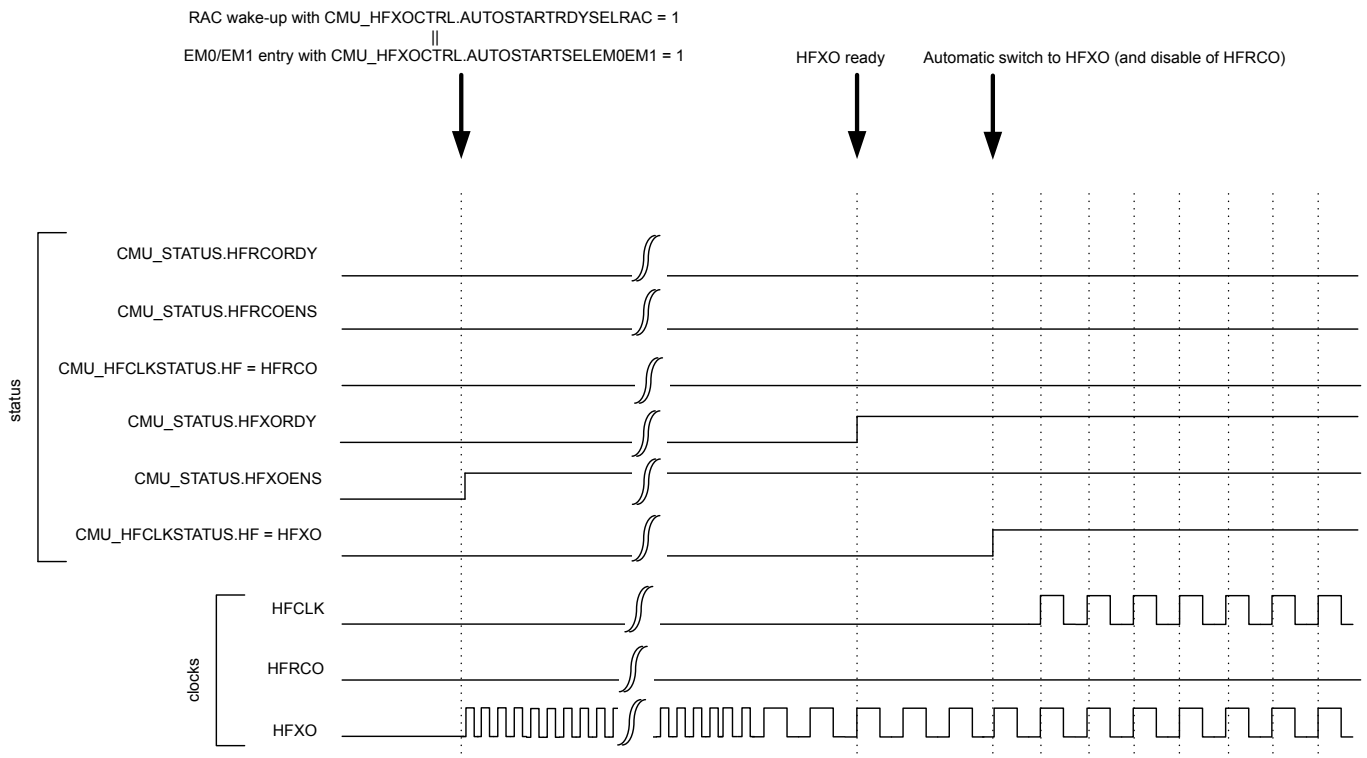 RAC wake-up with CMU_HFXOCTRL.AUTOSTARTRDYSELRAC = 1
||
EM0/EM1 entry with CMU_HFXOCTRL.AUTOSTARTSELEM0EM1 = 1
HFXO ready
Automatic switch to HFXO (and disable of HFRCO)
status
CMU_STATUS.HFRCORDY
CMU_STATUS.HFRCOENS
CMU_HFCLKSTATUS.HF = HFRCO
CMU_STATUS.HFXORDY
CMU_STATUS.HFXOENS
CMU_HFCLKSTATUS.HF = HFXO
clocks
HFCLK
HFRCO
HFXO